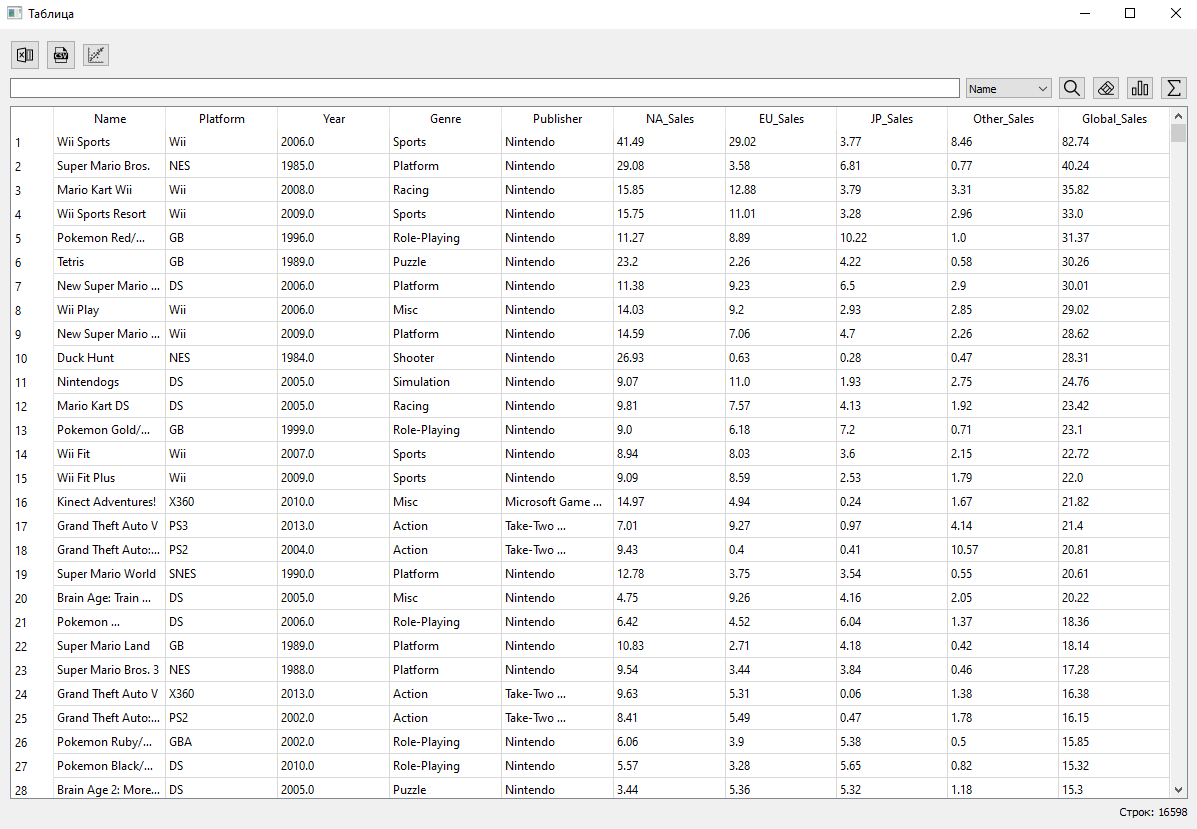 Таблица
CSV
Name
Name Platform Year Genre Publisher NA_Sales EU_Sales JP_Sales Other_Sales Global_Sales
1 Wii Sports Wii 2006.0 Sports Nintendo 41.49 29.02 3.77 8.46 82.74
2 Super Mario Bros. NES 1985.0 Platform Nintendo 29.08 3.58 6.81 0.77 40.24
3 Mario Kart Wii Wii 2008.0 Racing Nintendo 15.85 12.88 3.79 3.31 35.82
4 Wii Sports Resort Wii 2009.0 Sports Nintendo 15.75 11.01 3.28 2.96 33.0
5 Pokemon Red/... GB 1996.0 Role-Playing Nintendo 11.27 8.89 10.22 1.0 31.37
6 Tetris GB 1989.0 Puzzle Nintendo 23.2 2.26 4.22 0.58 30.26
7 New Super Mario ... DS 2006.0 Platform Nintendo 11.38 9.23 6.5 2.9 30.01
8 Wii Play Wii 2006.0 Misc Nintendo 14.03 9.2 2.93 2.85 29.02
9 New Super Mario ... Wii 2009.0 Platform Nintendo 14.59 7.06 4.7 2.26 28.62
10 Duck Hunt NES 1984.0 Shooter Nintendo 26.93 0.63 0.28 0.47 28.31
11 Nintendogs DS 2005.0 Simulation Nintendo 9.07 11.0 1.93 2.75 24.76
12 Mario Kart DS DS 2005.0 Racing Nintendo 9.81 7.57 4.13 1.92 23.42
13 Pokemon Gold/... GB 1999.0 Role-Playing Nintendo 9.0 6.18 7.2 0.71 23.1
14 Wii Fit Wii 2007.0 Sports Nintendo 8.94 8.03 3.6 2.15 22.72
15 Wii Fit Plus Wii 2009.0 Sports Nintendo 9.09 8.59 2.53 1.79 22.0
16 Kinect Adventures! X360 2010.0 Misc Microsoft Game ... 14.97 4.94 0.24 1.67 21.82
17 Grand Theft Auto V PS3 2013.0 Action Take-Two ... 7.01 9.27 0.97 4.14 21.4
18 Grand Theft Auto:... PS2 2004.0 Action Take-Two ... 9.43 0.4 0.41 10.57 20.81
19 Super Mario World SNES 1990.0 Platform Nintendo 12.78 3.75 3.54 0.55 20.61
20 Brain Age: Train ... DS 2005.0 Misc Nintendo 4.75 9.26 4.16 2.05 20.22
21 Pokemon ... DS 2006.0 Role-Playing Nintendo 6.42 4.52 6.04 1.37 18.36
22 Super Mario Land GB 1989.0 Platform Nintendo 10.83 2.71 4.18 0.42 18.14
23 Super Mario Bros. 3 NES 1988.0 Platform Nintendo 9.54 3.44 3.84 0.46 17.28
24 Grand Theft Auto V X360 2013.0 Action Take-Two ... 9.63 5.31 0.06 1.38 16.38
25 Grand Theft Auto:... PS2 2002.0 Action Take-Two ... 8.41 5.49 0.47 1.78 16.15
26 Pokemon Ruby/... GBA 2002.0 Role-Playing Nintendo 6.06 3.9 5.38 0.5 15.85
27 Pokemon Black/... DS 2010.0 Role-Playing Nintendo 5.57 3.28 5.65 0.82 15.32
28 Brain Age 2: More... DS 2005.0 Puzzle Nintendo 3.44 5.36 5.32 1.18 15.3
Строк: 16598